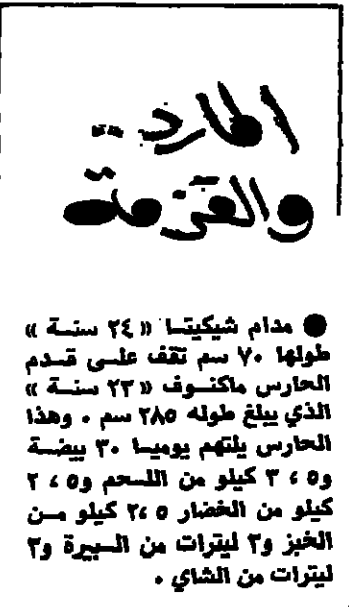 المارد ..
والقزمة
● مدام شيكيتا « ٢٤ سنة »
طولها ٧٠ سم تقف على قدم
الحارس ماكنوف « ٢٣ سنة »
الذي يبلغ طوله ٢٨٥ سم . وهذا
الحارس يلتهم يوميا ٣٠ بيضة
و٥ ، ٣ كيلو من اللحم و٥ ، ٢
كيلو من الخضار ٥ ،٢ كيلو من
الخبز و٣ ليترات من البيرة و٣
ليترات من الشاي .